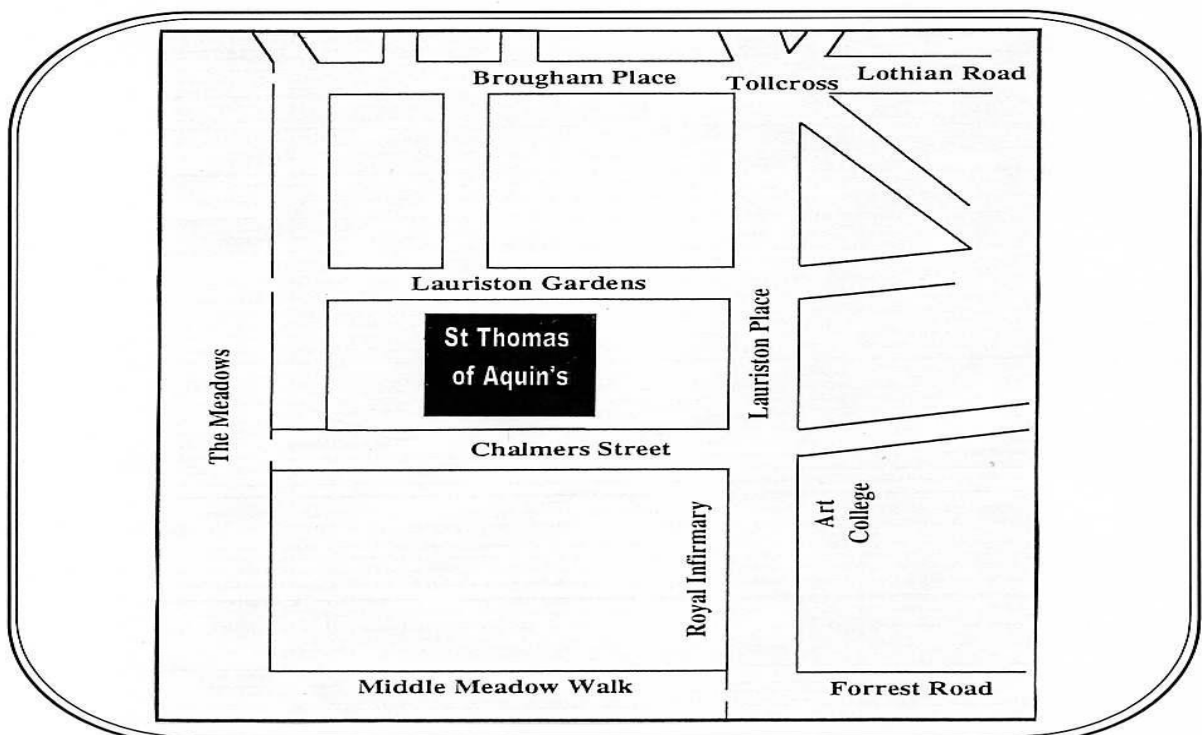 Brougham Place
Tollcross
Lothian Road
Lauriston Gardens
St Thomas
of Aquin's
The Meadows
Lauriston Place
Chalmers Street
Royal Infirmary
Art
College
Middle Meadow Walk
Forrest Road